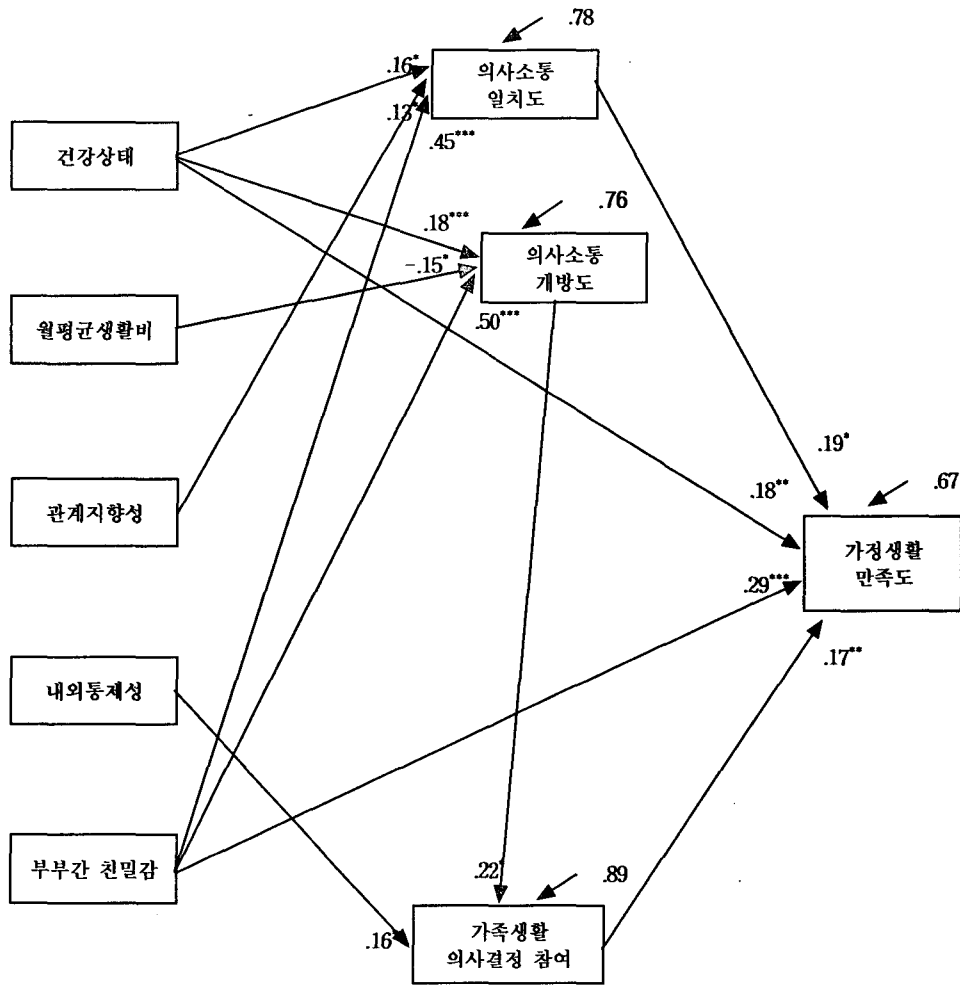 .78
의사소통
일치도
.16*
.13*
.45***
건강상태
.76
.18***
의사소통
개방도
-.15*
월평균생활비
.50***
.19*
.18**
.67
관계지향성
가정생활
만족도
.29***
.17**
내외통제성
부부간 친밀감
.22*
.89
가족생활
의사결정 참여
.16